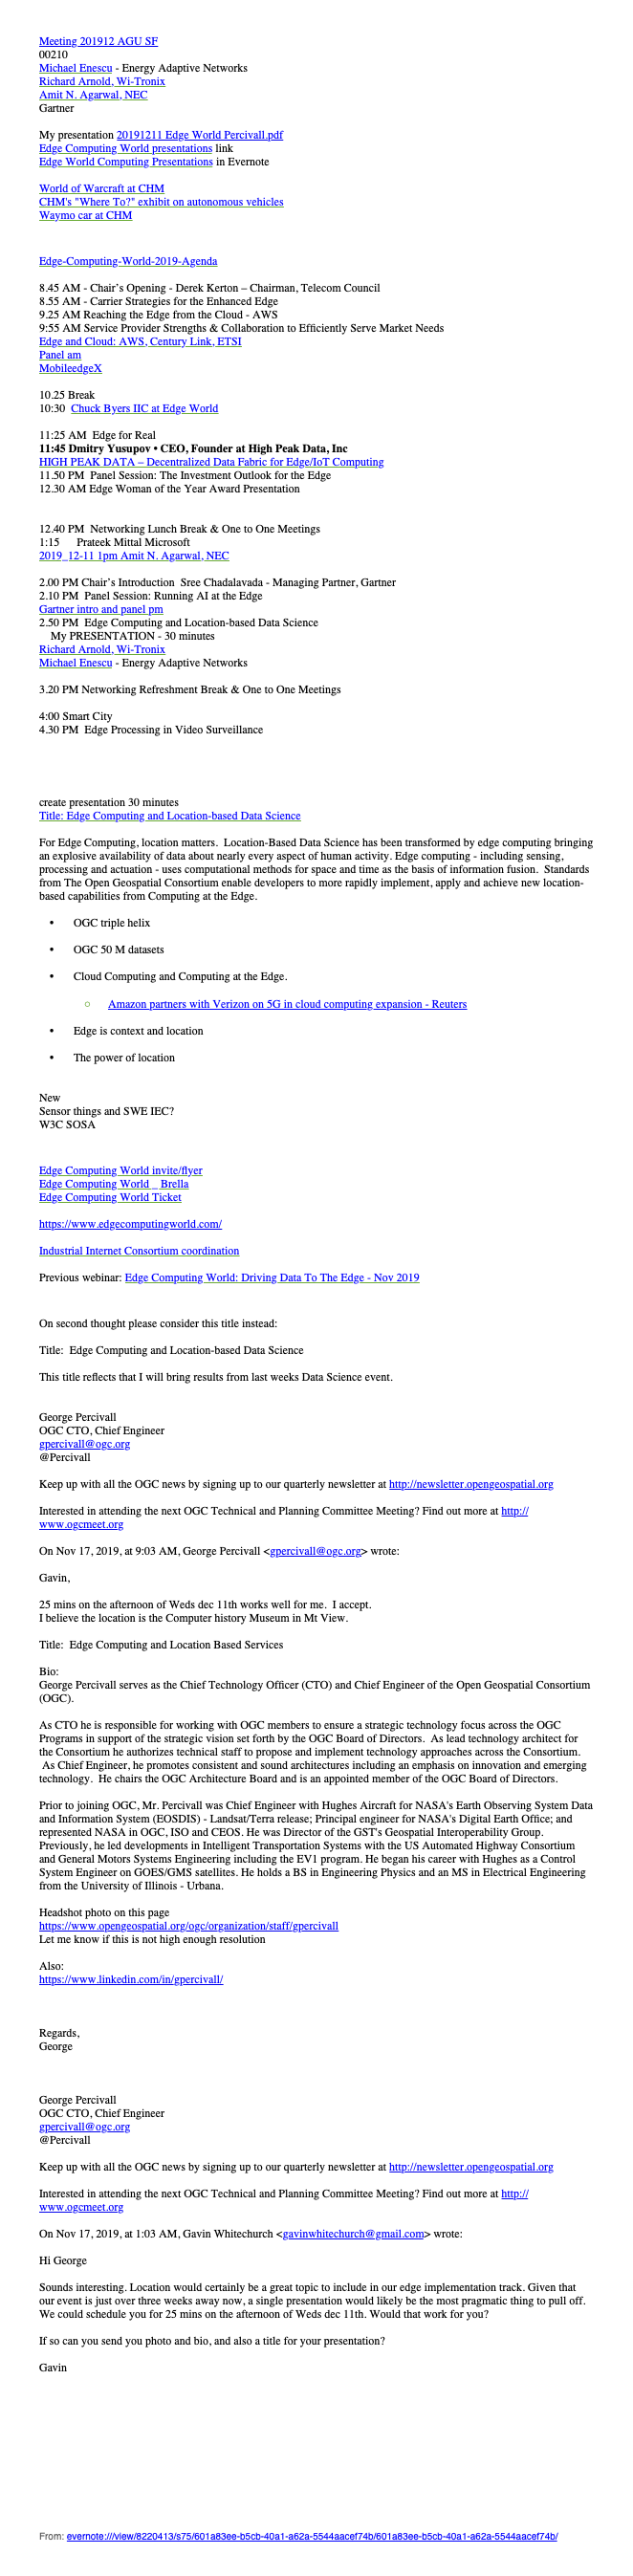 Meeting 201912 AGU SF
00210
Michael Enescu - Energy Adaptive Networks
Richard Arnold, Wi-Tronix
Amit N. Agarwal, NEC
Gartner
My presentation 20191211 Edge World Percivall.pdf
Edge Computing World presentations link
Edge World Computing Presentations in Evernote
World of Warcraft at CHM
CHM's "Where To?" exhibit on autonomous vehicles
Waymo car at CHM
Edge-Computing-World-2019-Agenda
8.45 AM - Chair’s Opening - Derek Kerton – Chairman, Telecom Council
8.55 AM - Carrier Strategies for the Enhanced Edge
9.25 AM Reaching the Edge from the Cloud - AWS
9:55 AM Service Provider Strengths & Collaboration to Efficiently Serve Market Needs
Edge and Cloud: AWS, Century Link, ETSI
Panel am
MobileedgeX
10.25 Break
10:30  Chuck Byers IIC at Edge World
11:25 AM  Edge for Real
11:45 Dmitry Yusupov • CEO, Founder at High Peak Data, Inc
HIGH PEAK DATA – Decentralized Data Fabric for Edge/IoT Computing
11.50 PM  Panel Session: The Investment Outlook for the Edge
12.30 AM Edge Woman of the Year Award Presentation
12.40 PM  Networking Lunch Break & One to One Meetings
1:15      Prateek Mittal Microsoft
2019_12-11 1pm Amit N. Agarwal, NEC
2.00 PM Chair’s Introduction  Sree Chadalavada - Managing Partner, Gartner
2.10 PM  Panel Session: Running AI at the Edge
Gartner intro and panel pm
2.50 PM  Edge Computing and Location-based Data Science
My PRESENTATION - 30 minutes
Richard Arnold, Wi-Tronix
Michael Enescu - Energy Adaptive Networks
3.20 PM Networking Refreshment Break & One to One Meetings
4:00 Smart City
4.30 PM  Edge Processing in Video Surveillance
create presentation 30 minutes
Title: Edge Computing and Location-based Data Science
For Edge Computing, location matters.  Location-Based Data Science has been transformed by edge computing bringing
an explosive availability of data about nearly every aspect of human activity. Edge computing - including sensing,
processing and actuation - uses computational methods for space and time as the basis of information fusion.  Standards
from The Open Geospatial Consortium enable developers to more rapidly implement, apply and achieve new location-
based capabilities from Computing at the Edge.
• OGC triple helix
• OGC 50 M datasets
• Cloud Computing and Computing at the Edge.
○ Amazon partners with Verizon on 5G in cloud computing expansion - Reuters
• Edge is context and location
• The power of location
New
Sensor things and SWE IEC?
W3C SOSA
Edge Computing World invite/flyer
Edge Computing World _ Brella
Edge Computing World Ticket
https://www.edgecomputingworld.com/
Industrial Internet Consortium coordination
Previous webinar: Edge Computing World: Driving Data To The Edge - Nov 2019
On second thought please consider this title instead:
Title:  Edge Computing and Location-based Data Science
This title reflects that I will bring results from last weeks Data Science event.
George Percivall
OGC CTO, Chief Engineer
gpercivall@ogc.org
@Percivall
Keep up with all the OGC news by signing up to our quarterly newsletter at http://newsletter.opengeospatial.org
Interested in attending the next OGC Technical and Planning Committee Meeting? Find out more at http://
www.ogcmeet.org
On Nov 17, 2019, at 9:03 AM, George Percivall <gpercivall@ogc.org> wrote:
Gavin,
25 mins on the afternoon of Weds dec 11th works well for me.  I accept.
I believe the location is the Computer history Museum in Mt View.
Title:  Edge Computing and Location Based Services
Bio:
George Percivall serves as the Chief Technology Officer (CTO) and Chief Engineer of the Open Geospatial Consortium
(OGC).
As CTO he is responsible for working with OGC members to ensure a strategic technology focus across the OGC
Programs in support of the strategic vision set forth by the OGC Board of Directors.  As lead technology architect for
the Consortium he authorizes technical staff to propose and implement technology approaches across the Consortium.
As Chief Engineer, he promotes consistent and sound architectures including an emphasis on innovation and emerging
technology.  He chairs the OGC Architecture Board and is an appointed member of the OGC Board of Directors.
Prior to joining OGC, Mr. Percivall was Chief Engineer with Hughes Aircraft for NASA's Earth Observing System Data
and Information System (EOSDIS) - Landsat/Terra release; Principal engineer for NASA's Digital Earth Office; and
represented NASA in OGC, ISO and CEOS. He was Director of the GST's Geospatial Interoperability Group.
Previously, he led developments in Intelligent Transportation Systems with the US Automated Highway Consortium
and General Motors Systems Engineering including the EV1 program. He began his career with Hughes as a Control
System Engineer on GOES/GMS satellites. He holds a BS in Engineering Physics and an MS in Electrical Engineering
from the University of Illinois - Urbana.
Headshot photo on this page
https://www.opengeospatial.org/ogc/organization/staff/gpercivall
Let me know if this is not high enough resolution
Also:
https://www.linkedin.com/in/gpercivall/
Regards,
George
George Percivall
OGC CTO, Chief Engineer
gpercivall@ogc.org
@Percivall
Keep up with all the OGC news by signing up to our quarterly newsletter at http://newsletter.opengeospatial.org
Interested in attending the next OGC Technical and Planning Committee Meeting? Find out more at http://
www.ogcmeet.org
On Nov 17, 2019, at 1:03 AM, Gavin Whitechurch <gavinwhitechurch@gmail.com> wrote:
Hi George
Sounds interesting. Location would certainly be a great topic to include in our edge implementation track. Given that
our event is just over three weeks away now, a single presentation would likely be the most pragmatic thing to pull off.
We could schedule you for 25 mins on the afternoon of Weds dec 11th. Would that work for you?
If so can you send you photo and bio, and also a title for your presentation?
Gavin
From: evernote:///view/8220413/s75/601a83ee-b5cb-40a1-a62a-5544aacef74b/601a83ee-b5cb-40a1-a62a-5544aacef74b/